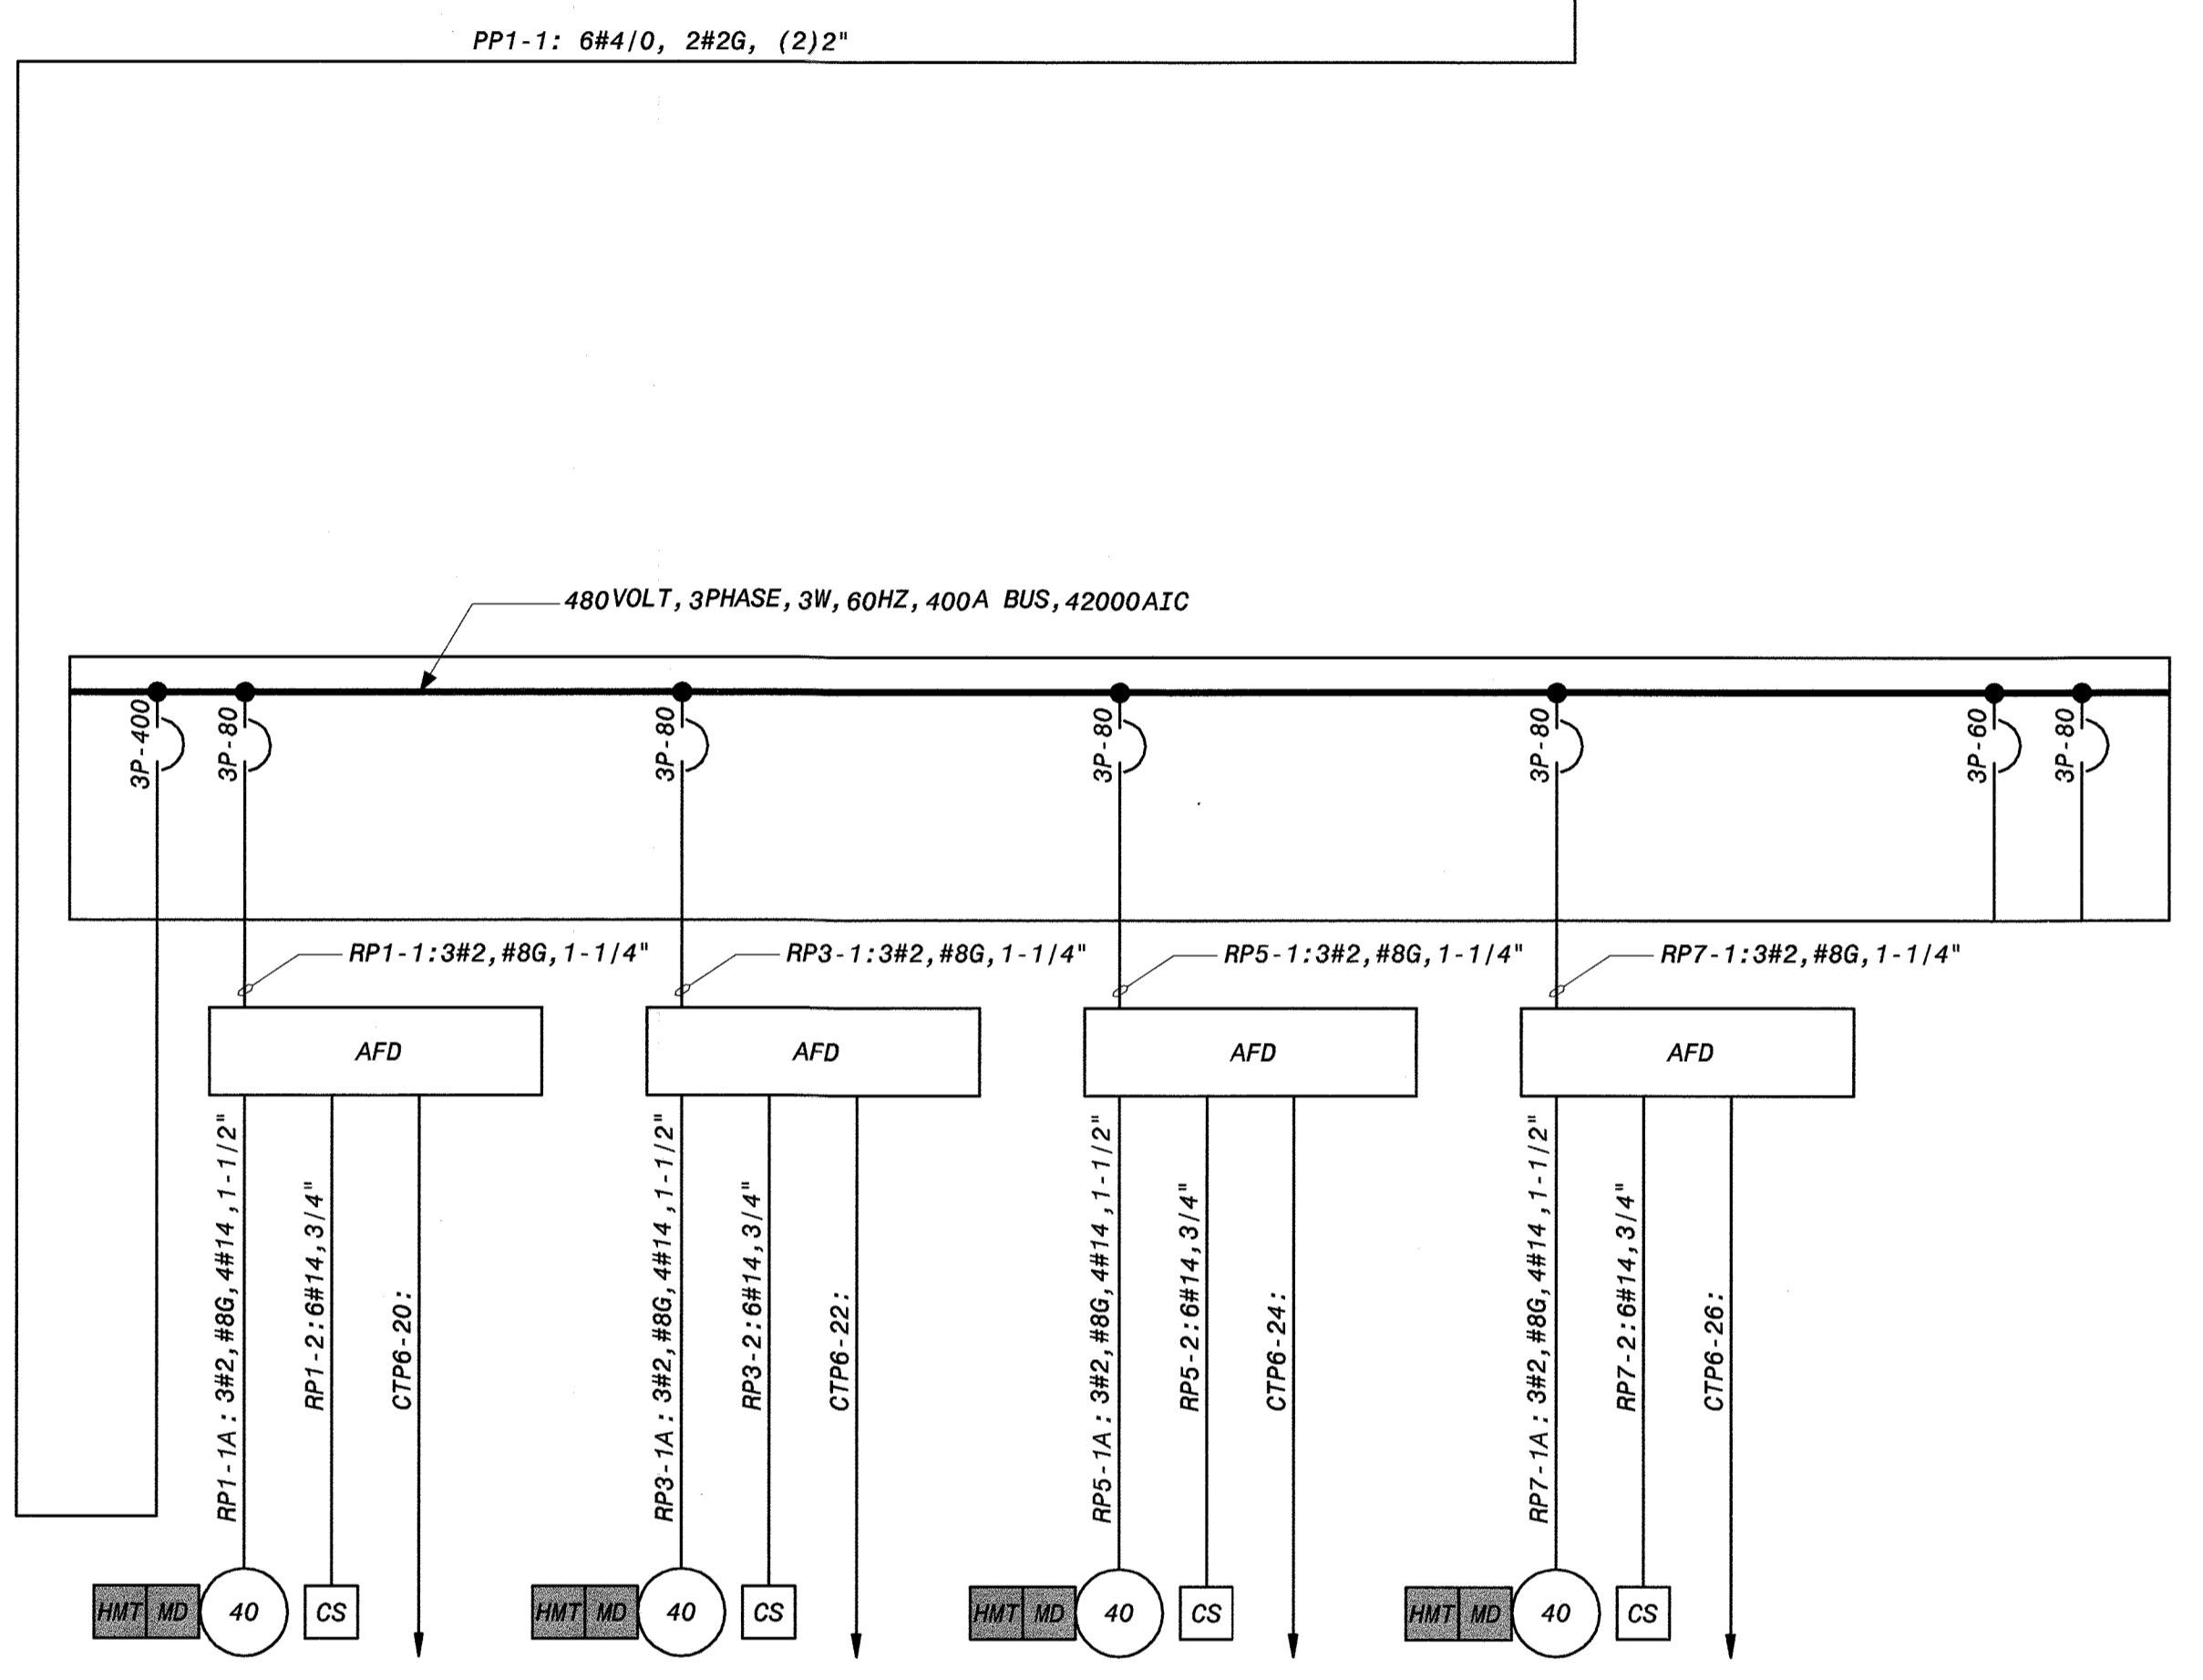 PP1-1: 6#4/0, 2#2G, (2)2"
480VOLT,3PHASE,3W,60HZ,400A BUS,42000AIC
3P-400
3P-80
3P-80
3P-80
3P-80
3P-60
3P-80
RP1-1:3#2,#8G,1-1/4"
RP3-1:3#2,#8G,1-1/4"
RP5-1:3#2,#8G,1-1/4"
RP7-1:3#2,#8G,1-1/4"
AFD
AFD
AFD
AFD
RP1-1A:3#2,#8G,4#14,1-1/2"
RP1-2:6#14,3/4"
CTP6-20:
RP3-1A:3#2,#8G,4#14,1-1/2"
RP3-2:6#14,3/4"
CTP6-22:
RP5-1A:3#2,#8G,4#14,1-1/2"
RP5-2:6#14,3/4"
CTP6-24:
RP7-1A:3#2,#8G,4#14,1-1/2"
RP7-2:6#14,3/4"
CTP6-26:
HMT MD 40 CS
HMT MD 40 CS
HMT MD 40 CS
HMT MD 40 CS